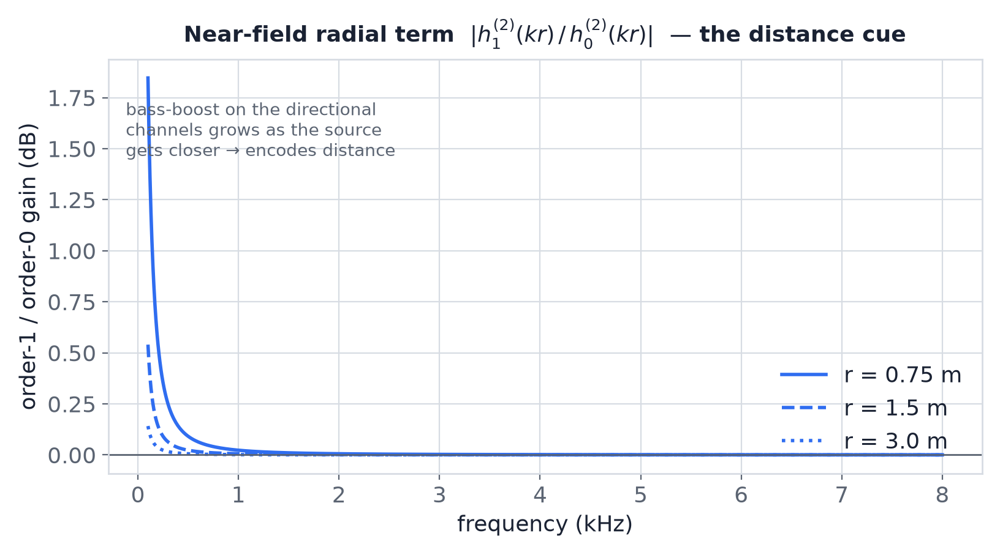 Near-field radial term |h₁⁽²⁾(kr) / h₀⁽²⁾(kr)| — the distance cue
bass-boost on the directional
channels grows as the source
gets closer → encodes distance
order-1 / order-0 gain (dB)
1.75
1.50
1.25
1.00
0.75
0.50
0.25
0.00
r = 0.75 m
r = 1.5 m
r = 3.0 m
0 1 2 3 4 5 6 7 8
frequency (kHz)